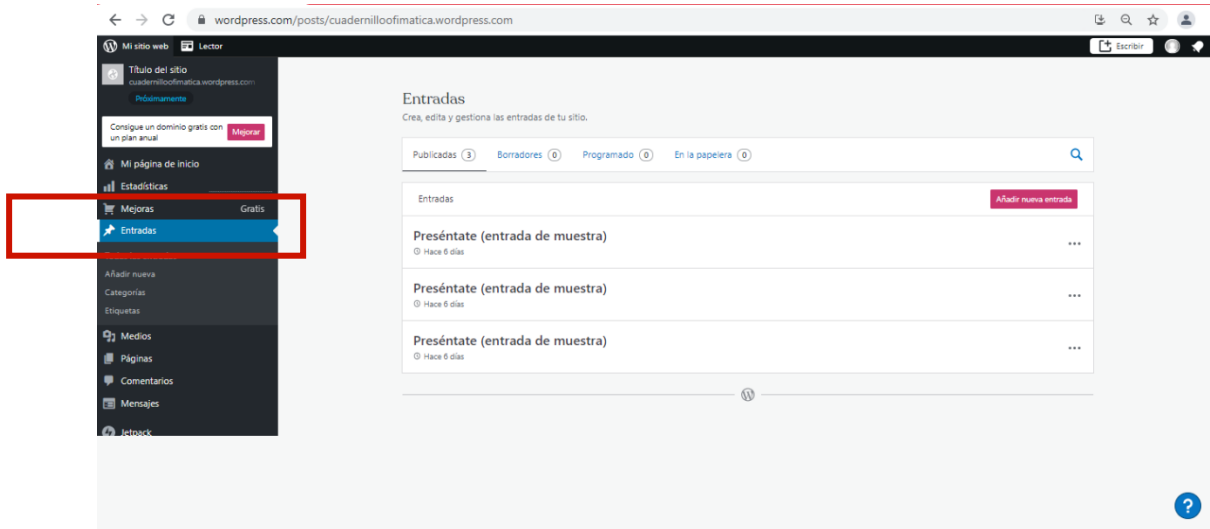 wordpress.com/posts/cuadernilloofimatica.wordpress.com
Mi sitio web Lector Escribir
Título del sitio
cuadernilloofimatica.wordpress.com
Próximamente
Consigue un dominio gratis con
un plan anual
Mejorar
Mi página de inicio
Estadísticas
Mejoras Gratis
Entradas
Añadir nueva
Categorías
Etiquetas
Medios
Páginas
Comentarios
Mensajes
Jetpack
Entradas
Crea, edita y gestiona las entradas de tu sitio.
Publicadas 3 Borradores 0 Programado 0 En la papelera 0
Entradas Añadir nueva entrada
Preséntate (entrada de muestra)
Hace 6 días
Preséntate (entrada de muestra)
Hace 6 días
Preséntate (entrada de muestra)
Hace 6 días